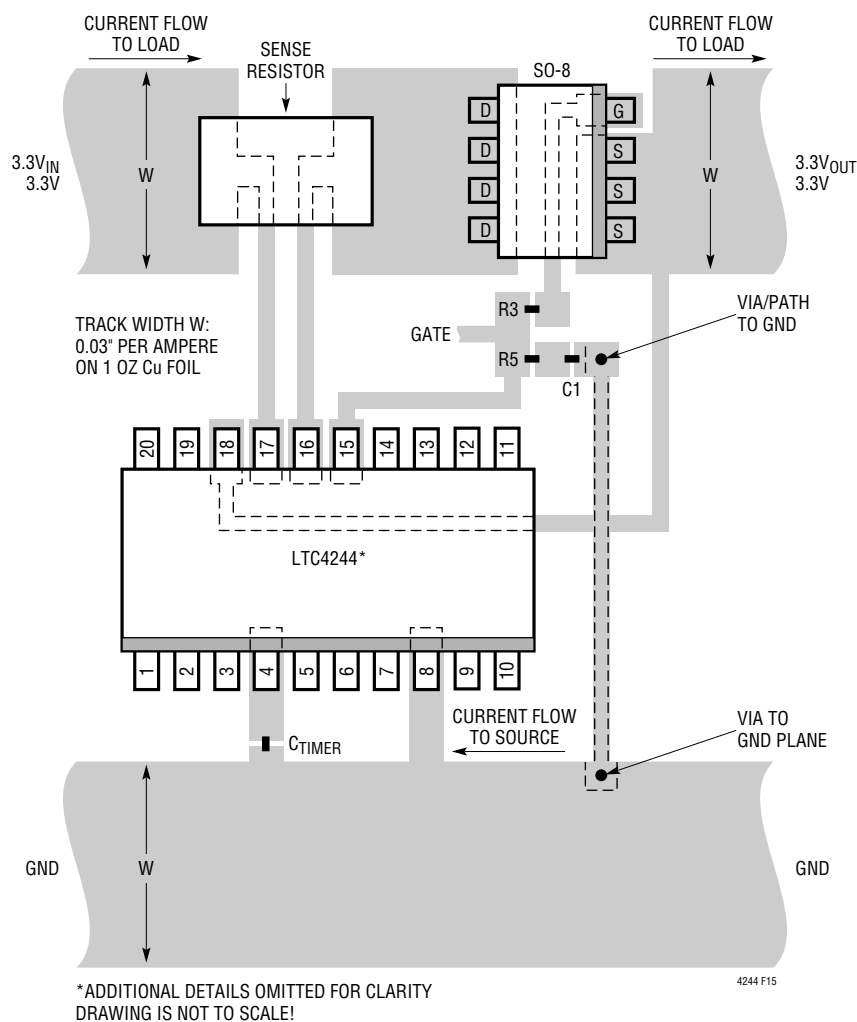 CURRENT FLOW
TO LOAD
SENSE
RESISTOR
SO-8
CURRENT FLOW
TO LOAD
3.3VIN
3.3V
W
D
D
D
D
G
S
S
S
W
3.3VOUT
3.3V
TRACK WIDTH W:
0.03" PER AMPERE
ON 1 OZ Cu FOIL
GATE
R3
R5
C1
VIA/PATH
TO GND
20
19
18
17
16
15
14
13
12
11
LTC4244*
1
2
3
4
5
6
7
8
9
10
CTIMER
CURRENT FLOW
TO SOURCE
VIA TO
GND PLANE
GND
W
GND
*ADDITIONAL DETAILS OMITTED FOR CLARITY
DRAWING IS NOT TO SCALE!
4244 F15